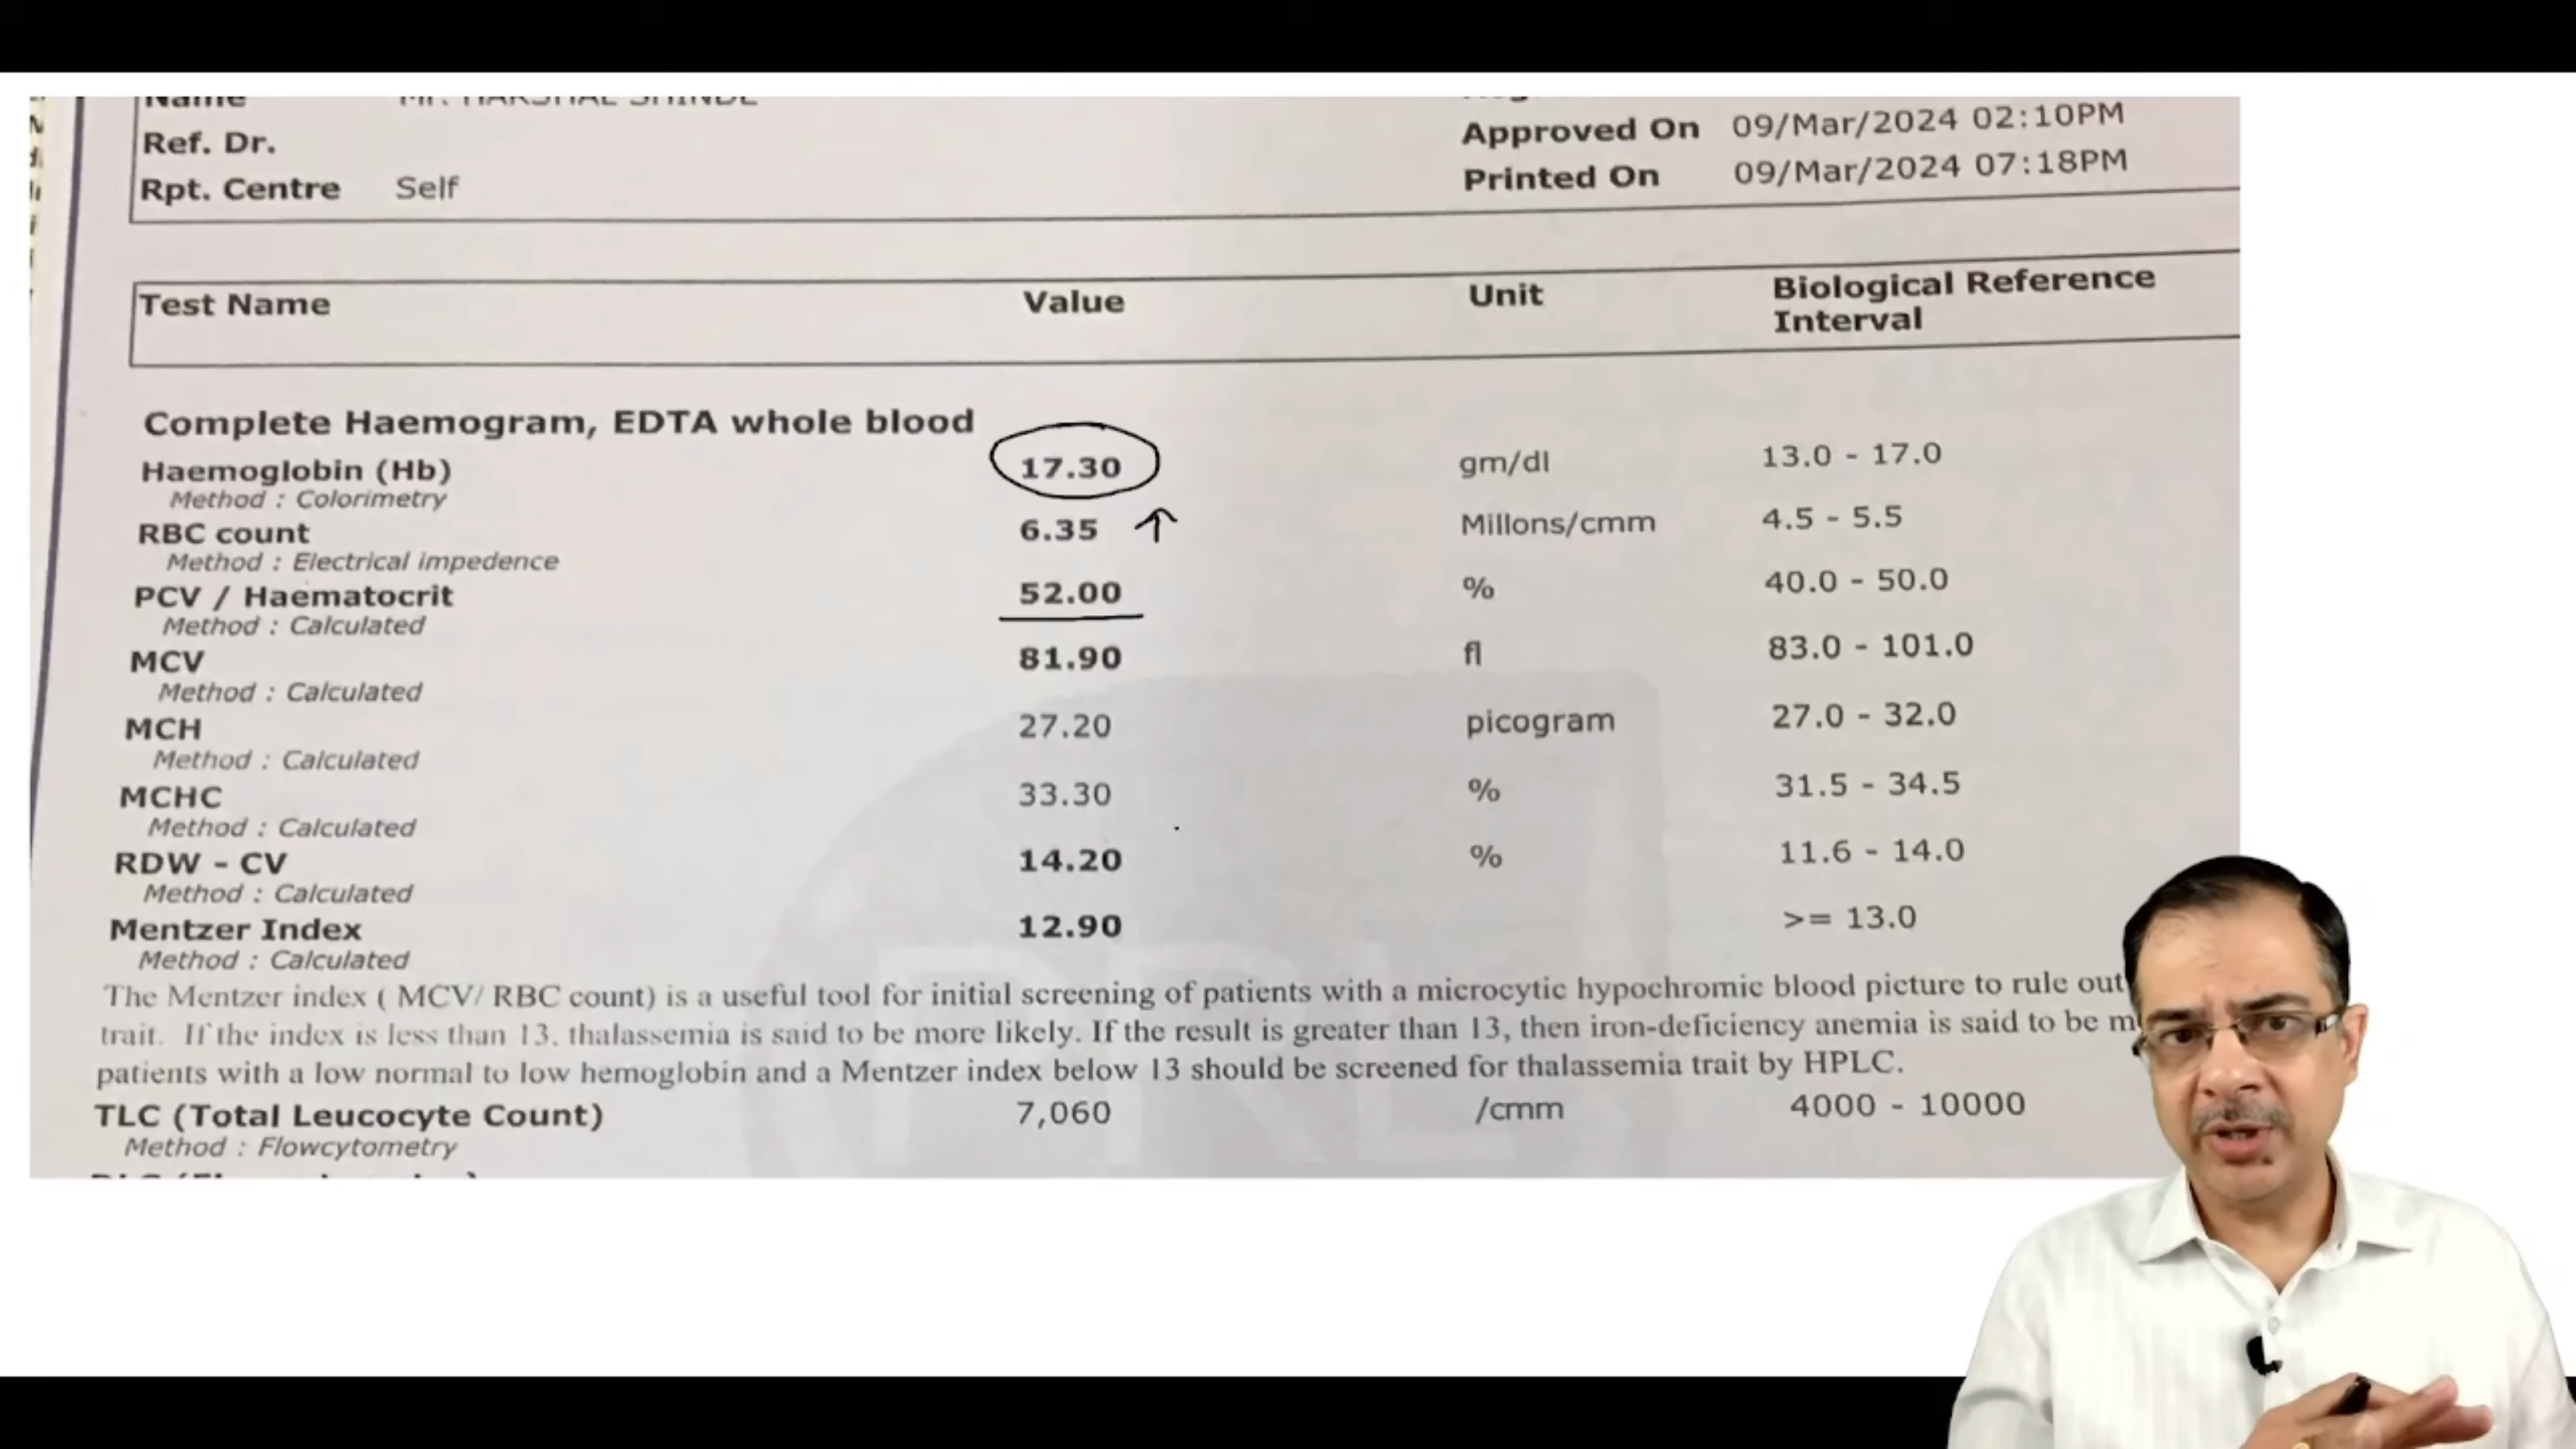 Name
Ref. Dr.
Rpt. Centre Self
Approved On 09/Mar/2024 02:10PM
Printed On 09/Mar/2024 07:18PM
Test Name Value Unit Biological Reference
Interval
Complete Haemogram, EDTA whole blood
Haemoglobin (Hb) 17.30 gm/dl 13.0 - 17.0
Method : Colorimetry
RBC count 6.35 ↑ Millons/cmm 4.5 - 5.5
Method : Electrical impedence
PCV / Haematocrit 52.00 % 40.0 - 50.0
Method : Calculated
MCV 81.90 fl 83.0 - 101.0
Method : Calculated
MCH 27.20 picogram 27.0 - 32.0
Method : Calculated
MCHC 33.30 % 31.5 - 34.5
Method : Calculated
RDW - CV 14.20 % 11.6 - 14.0
Method : Calculated
Mentzer Index 12.90 >= 13.0
Method : Calculated
The Mentzer index ( MCV/ RBC count) is a useful tool for initial screening of patients with a microcytic hypochromic blood picture to rule out
trait. If the index is less than 13, thalassemia is said to be more likely. If the result is greater than 13, then iron-deficiency anemia is said to be
patients with a low normal to low hemoglobin and a Mentzer index below 13 should be screened for thalassemia trait by HPLC.
TLC (Total Leucocyte Count) 7,060 /cmm 4000 - 10000
Method : Flowcytometry
PRL